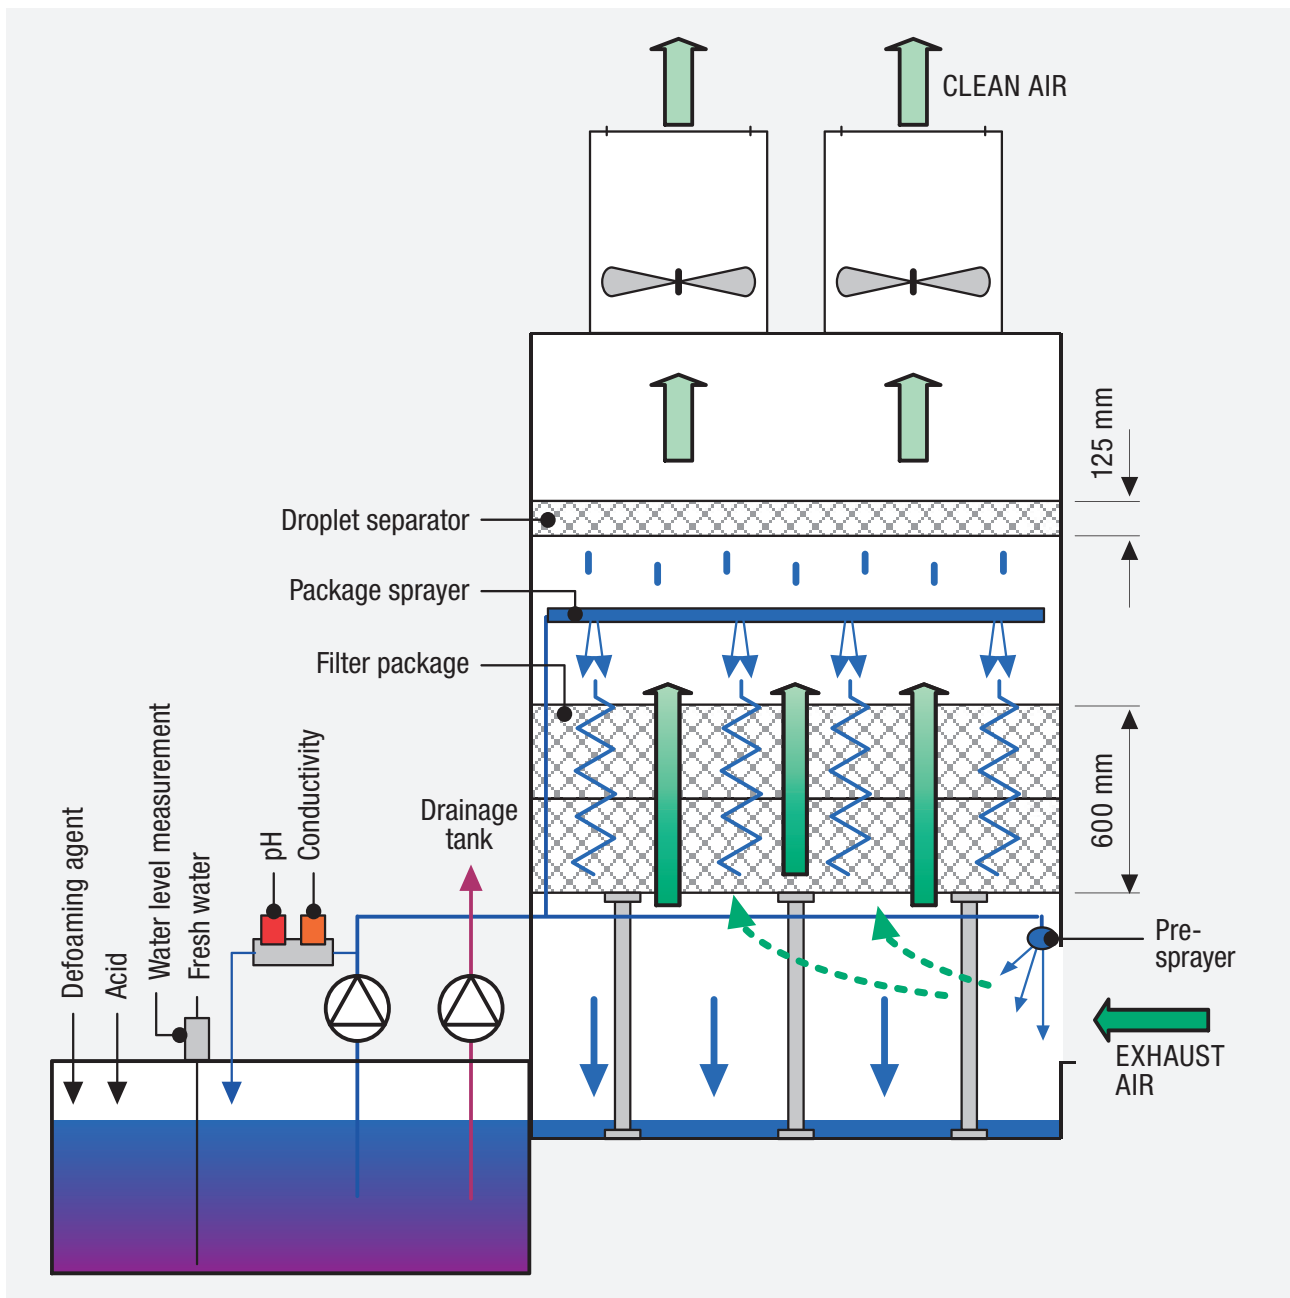 CLEAN AIR
125 mm
Droplet separator
Package sprayer
Filter package
600 mm
Drainage
tank
Defoaming agent
Acid
Water level measurement
Fresh water
pH
Conductivity
Pre-
sprayer
EXHAUST
AIR